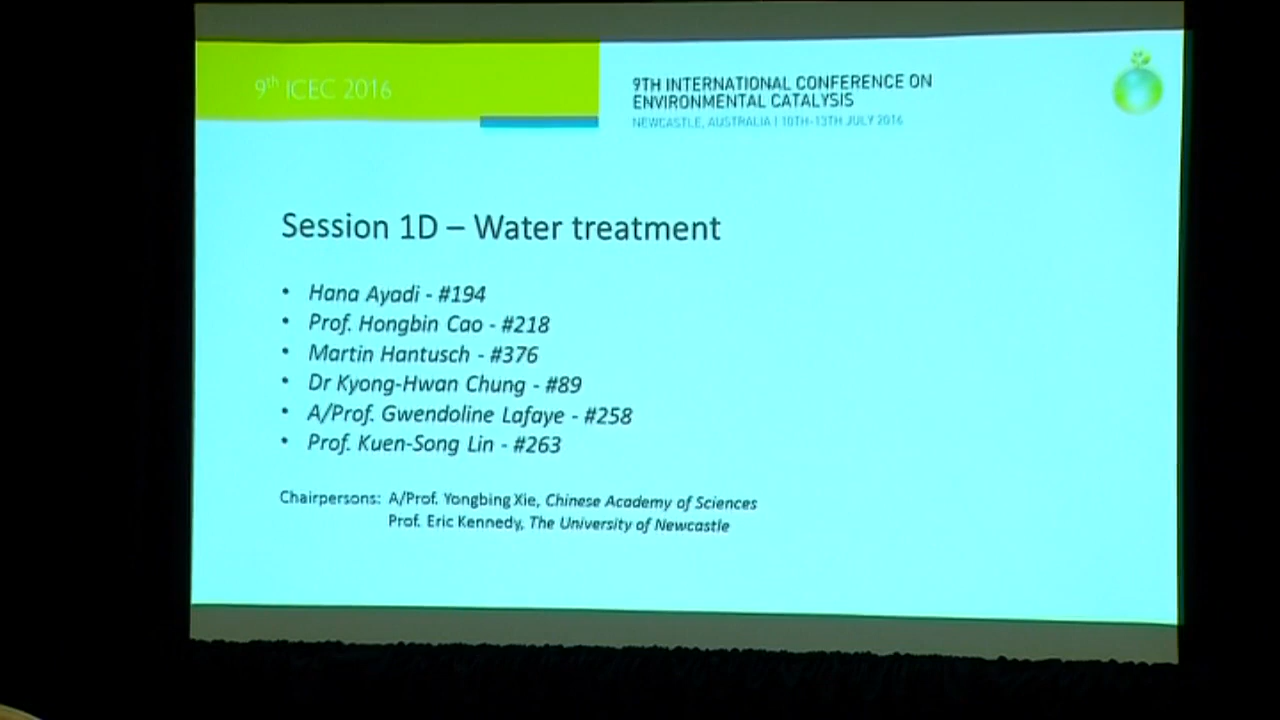 9th ICEC 2016
9TH INTERNATIONAL CONFERENCE ON
ENVIRONMENTAL CATALYSIS
NEWCASTLE, AUSTRALIA | 10TH-13TH JULY 2016
Session 1D – Water treatment
• Hana Ayadi - #194
• Prof. Hongbin Cao - #218
• Martin Hantusch - #376
• Dr Kyong-Hwan Chung - #89
• A/Prof. Gwendoline Lafaye - #258
• Prof. Kuen-Song Lin - #263
Chairpersons: A/Prof. Yongbing Xie, Chinese Academy of Sciences
Prof. Eric Kennedy, The University of Newcastle